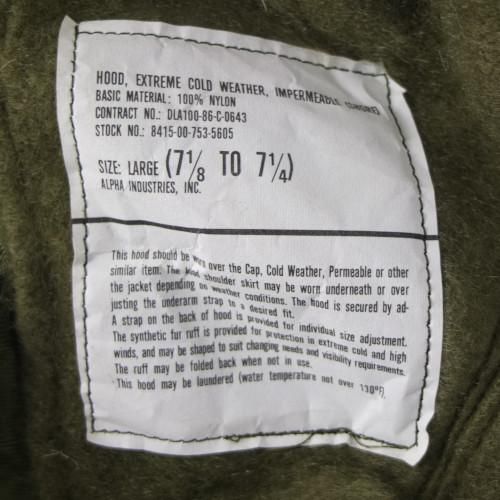 HOOD, EXTREME COLD WEATHER, IMPERMEABLE
BASIC MATERIAL: 100% NYLON
CONTRACT NO.: DLA100-86-C-0643
STOCK NO.: 8415-00-753-5605
SIZE: LARGE (7⅛ TO 7¼)
ALPHA INDUSTRIES, INC.
This hood should be worn over the Cap, Cold Weather, Permeable or other
similar item. The hood shoulder skirt may be worn underneath or over
the jacket depending on weather conditions. The hood is secured by ad-
justing the underarm strap to a desired fit.
A strap on the back of hood is provided for individual size adjustment.
The synthetic fur ruff is provided for protection in extreme cold and high
winds, and may be shaped to suit changing needs and visibility requirements.
The ruff may be folded back when not in use.
This hood may be laundered (water temperature not over 130°F).